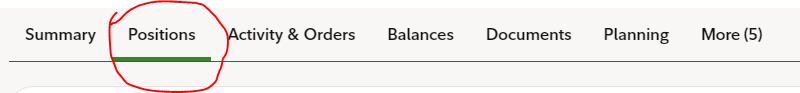 Summary Positions Activity & Orders Balances Documents Planning More (5)